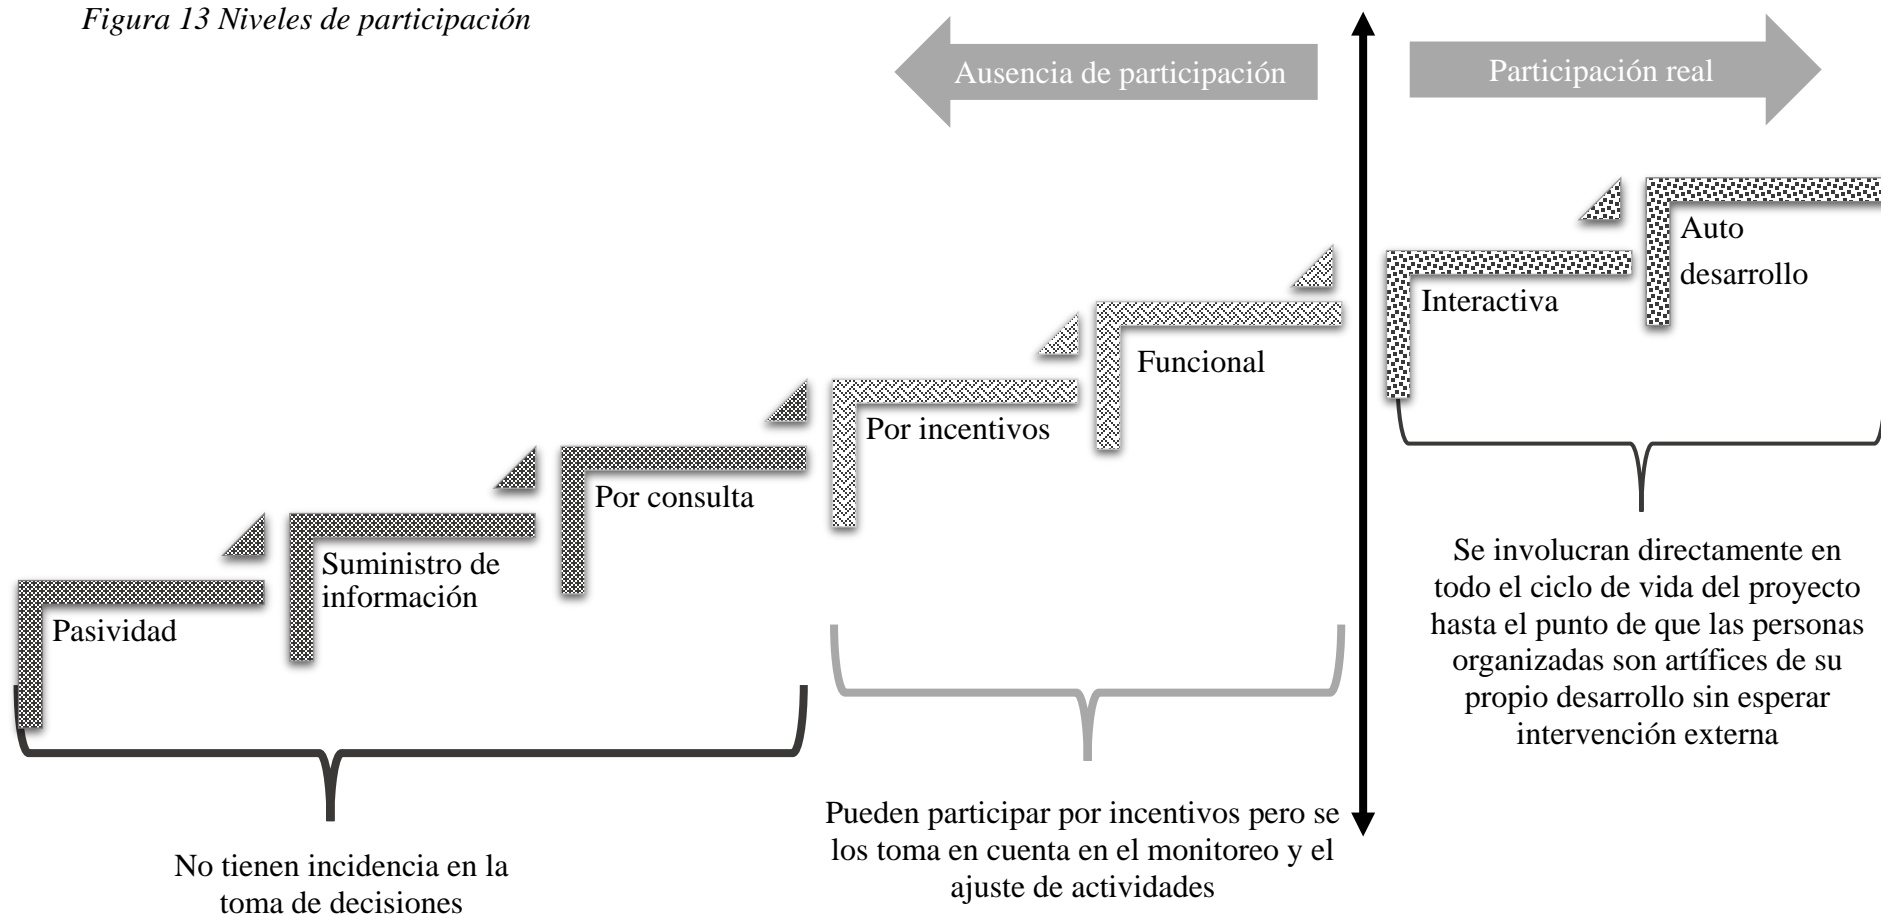 Figura 13 Niveles de participación
Ausencia de participación
Participación real
Pasividad
Suministro de
información
Por consulta
Por incentivos
Funcional
Interactiva
Auto
desarrollo
No tienen incidencia en la
toma de decisiones
Pueden participar por incentivos pero se
los toma en cuenta en el monitoreo y el
ajuste de actividades
Se involucran directamente en
todo el ciclo de vida del proyecto
hasta el punto de que las personas
organizadas son artífices de su
propio desarrollo sin esperar
intervención externa